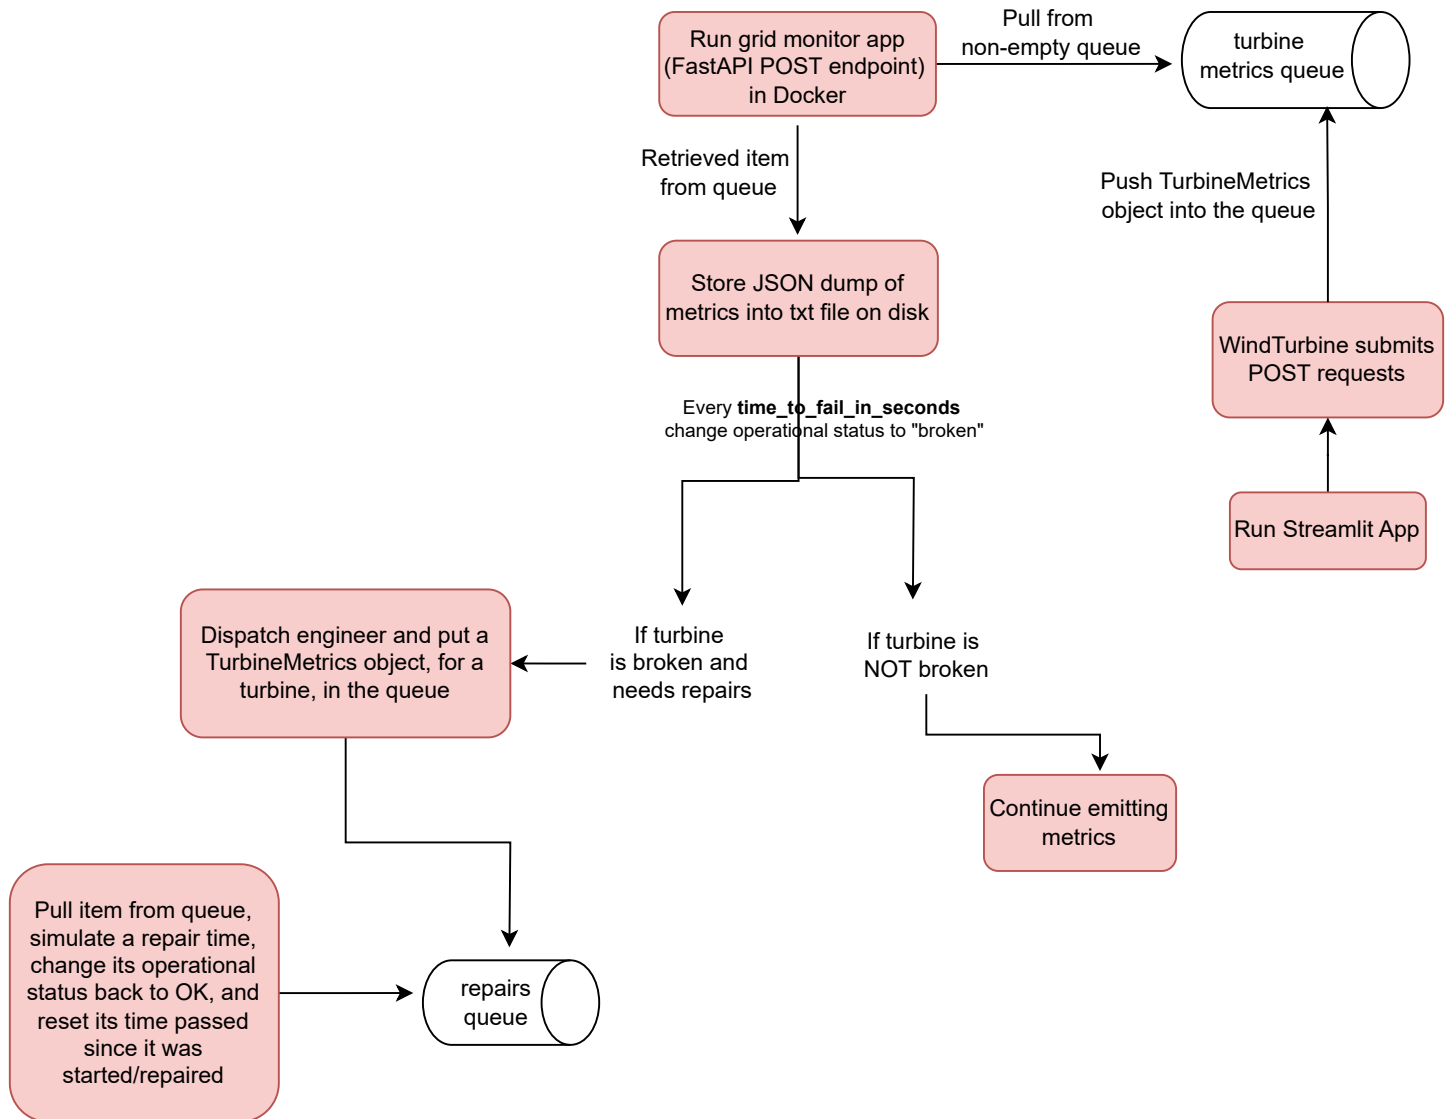 Run grid monitor app
(FastAPI POST endpoint)
in Docker
Pull from
non-empty queue
turbine
metrics queue
Retrieved item
from queue
Push TurbineMetrics
object into the queue
Store JSON dump of
metrics into txt file on disk
WindTurbine submits
POST requests
Every time_to_fail_in_seconds
change operational status to "broken"
Run Streamlit App
Dispatch engineer and put a
TurbineMetrics object, for a
turbine, in the queue
If turbine
is broken and
needs repairs
If turbine is
NOT broken
Continue emitting
metrics
Pull item from queue,
simulate a repair time,
change its operational
status back to OK, and
reset its time passed
since it was
started/repaired
repairs
queue